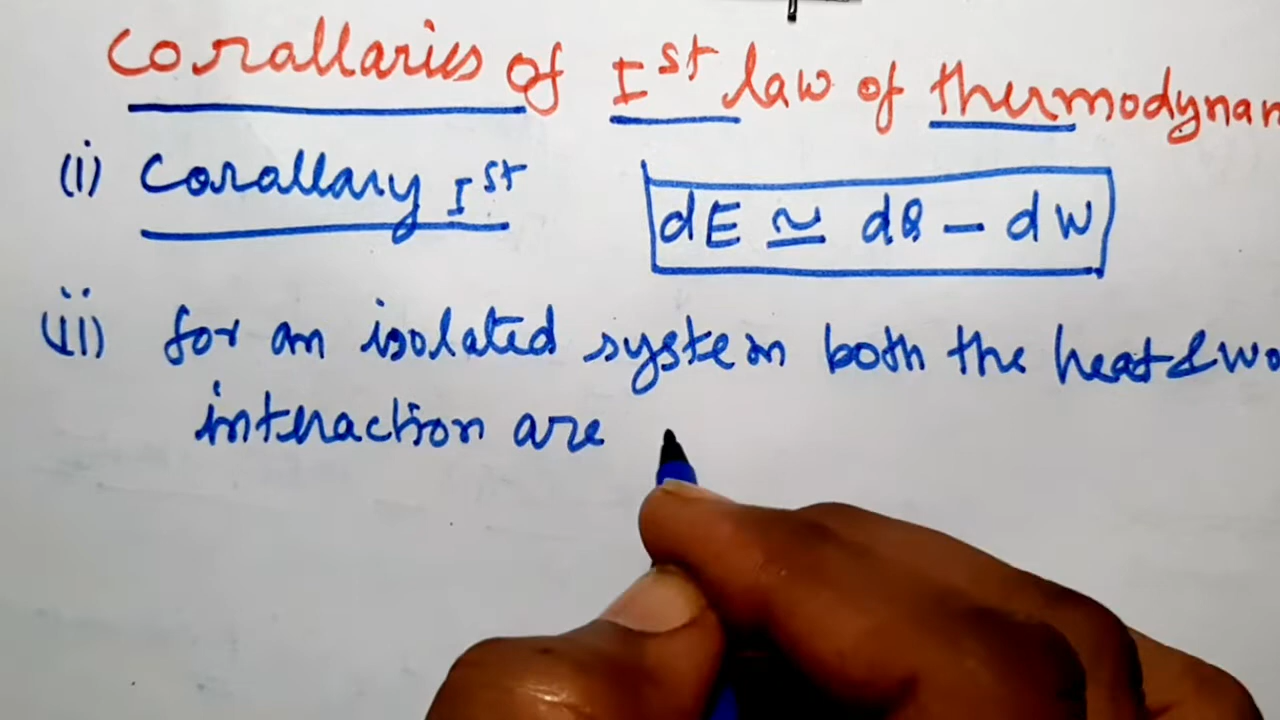 Corallaries of Ist law of thermodynam
(i) Corallary Ist
dE ≃ dQ – dW
(ii) for an isolated system both the heat & wo
interaction are